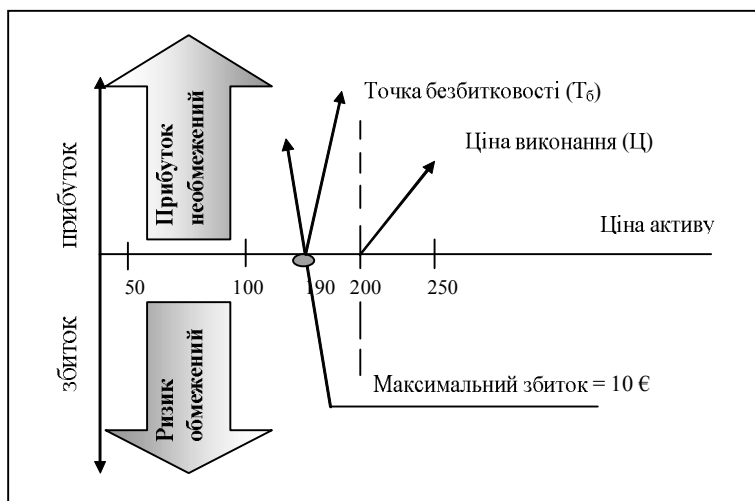 Точка безбитковості (Тб)
Ціна виконання (Ц)
Ціна активу
прибуток
збиток
Прибуток
необмежений
Ризик
обмежений
50
100
190
200
250
Максимальний збиток = 10 €